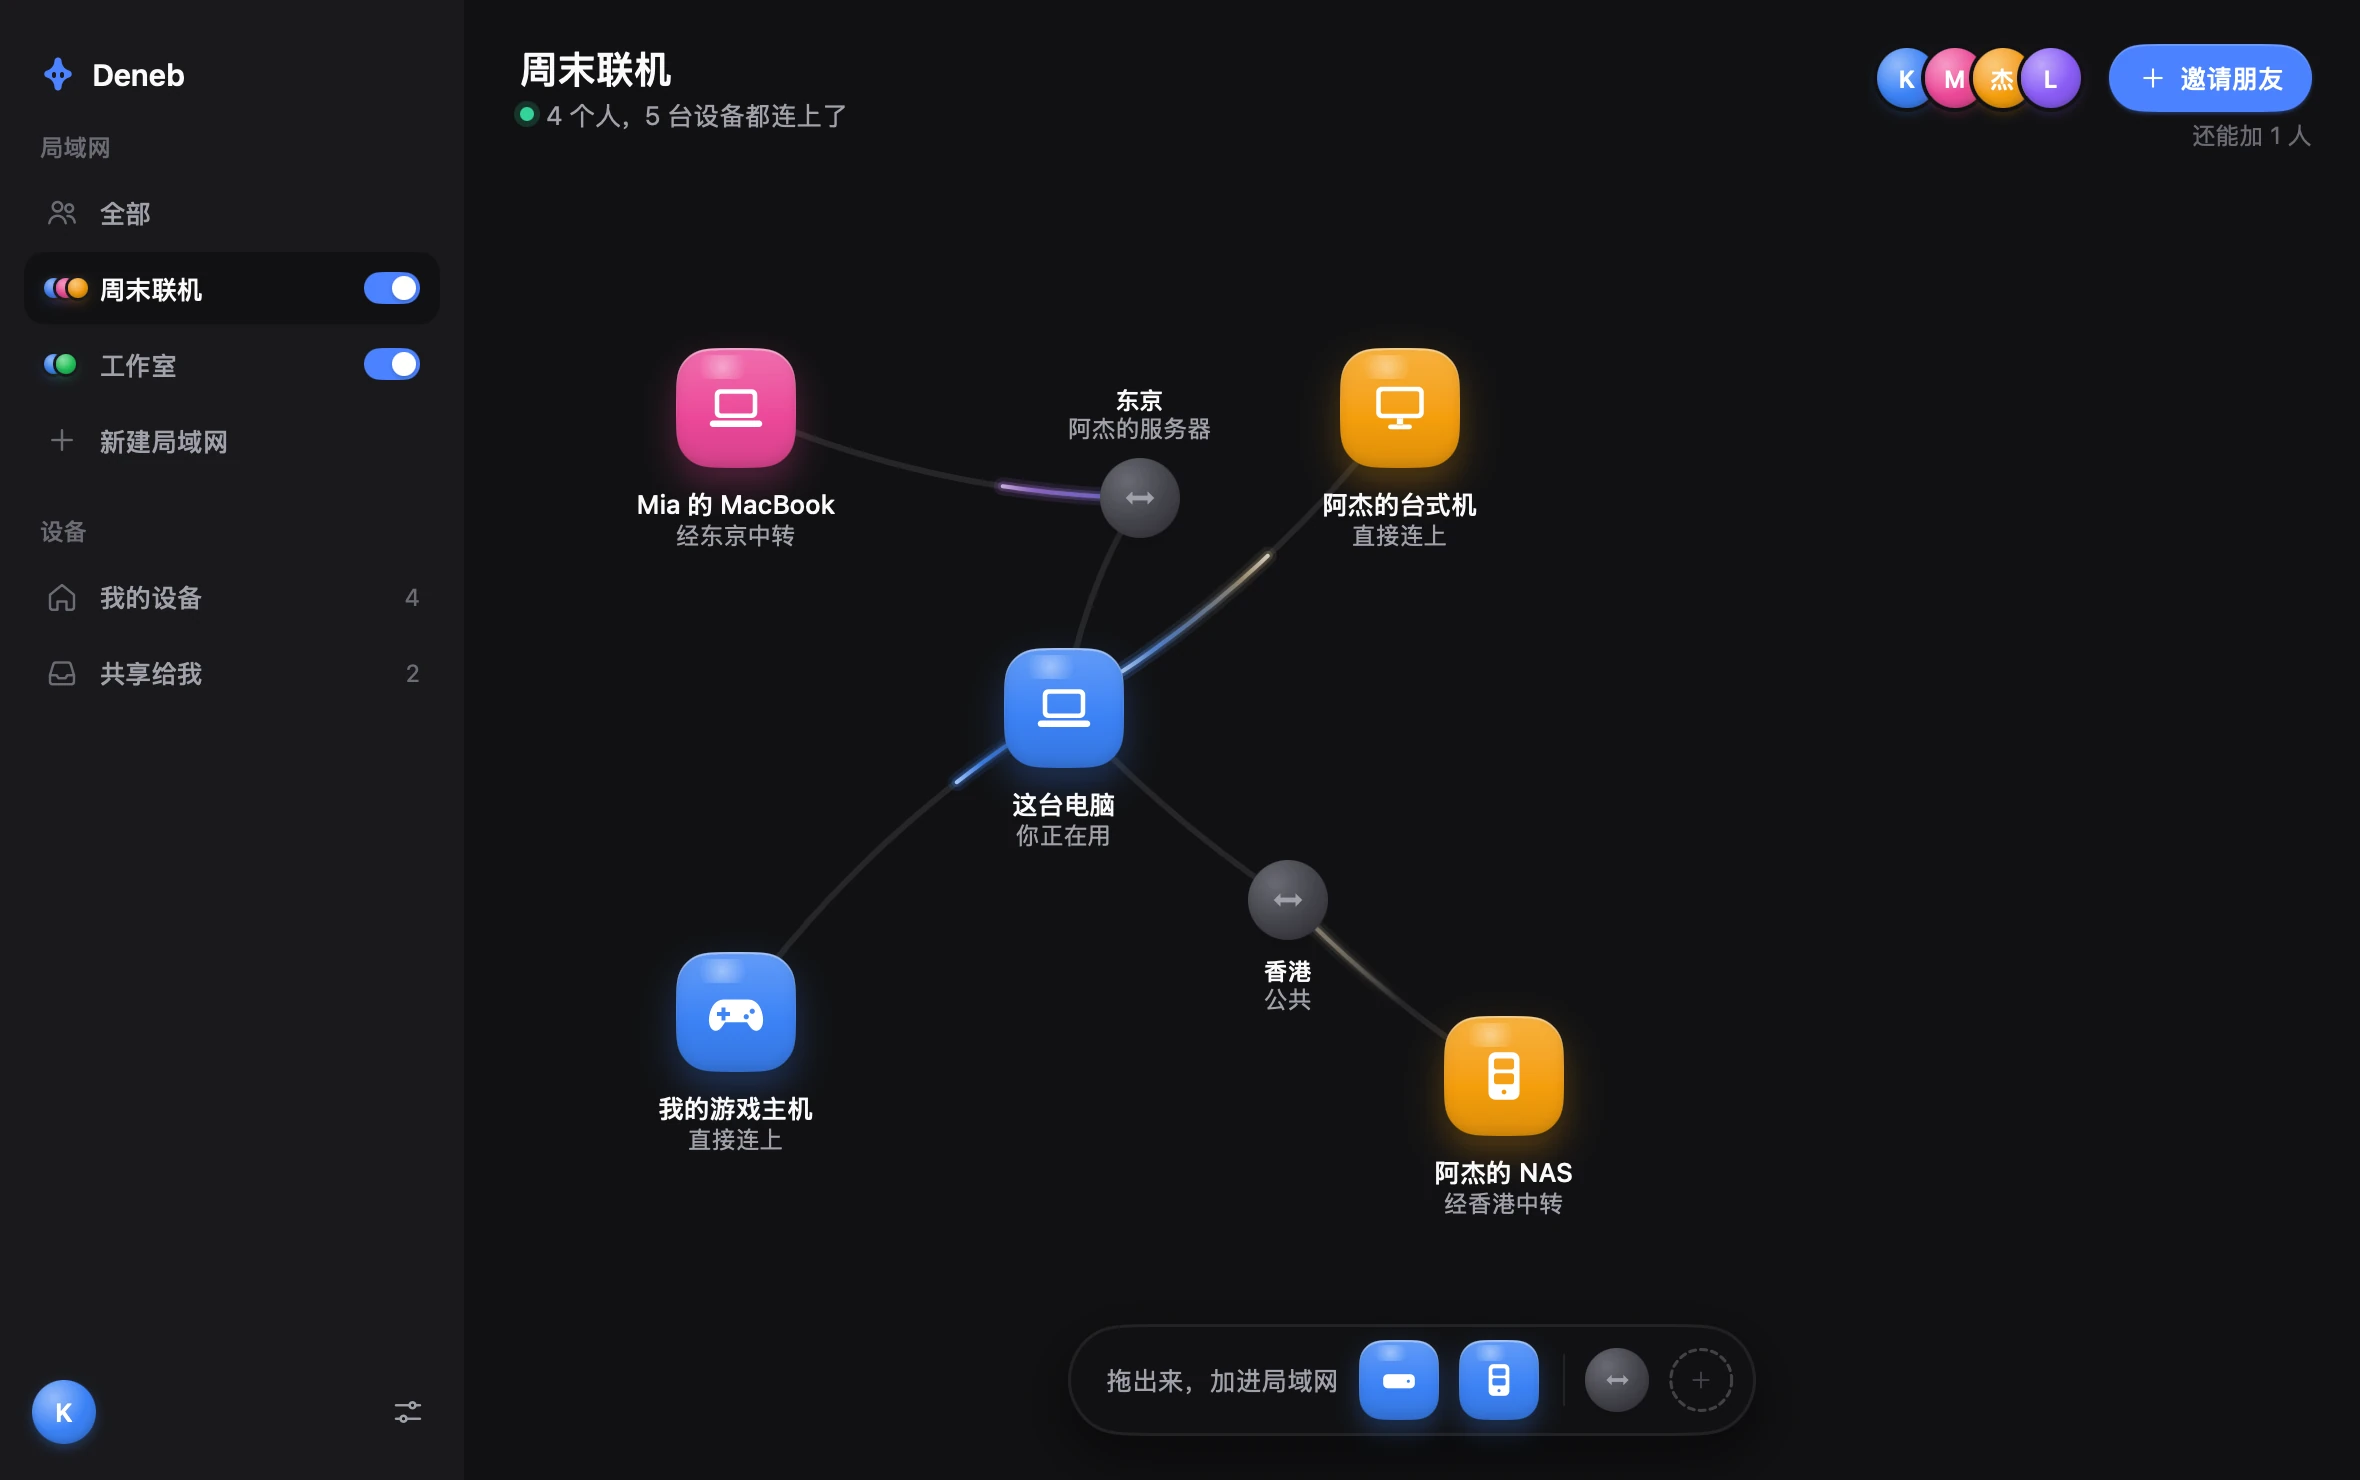 Deneb
局域网
全部
周末联机
工作室
新建局域网
设备
我的设备 4
共享给我 2
K
周末联机
4 个人，5 台设备都连上了
K M 杰 L
邀请朋友
还能加 1 人
东京
阿杰的服务器
Mia 的 MacBook
经东京中转
阿杰的台式机
直接连上
这台电脑
你正在用
香港
公共
我的游戏主机
直接连上
阿杰的 NAS
经香港中转
拖出来，加进局域网